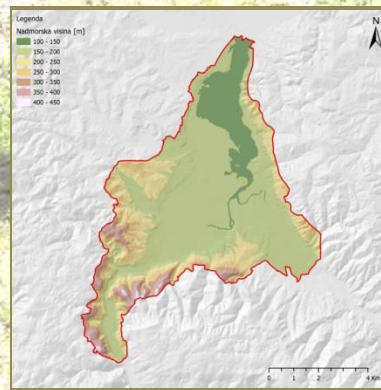 Legenda
Nadmorska visina [m]
100 - 150
150 - 200
200 - 250
250 - 300
300 - 350
350 - 400
400 - 450
N
0 1 2 4 Km